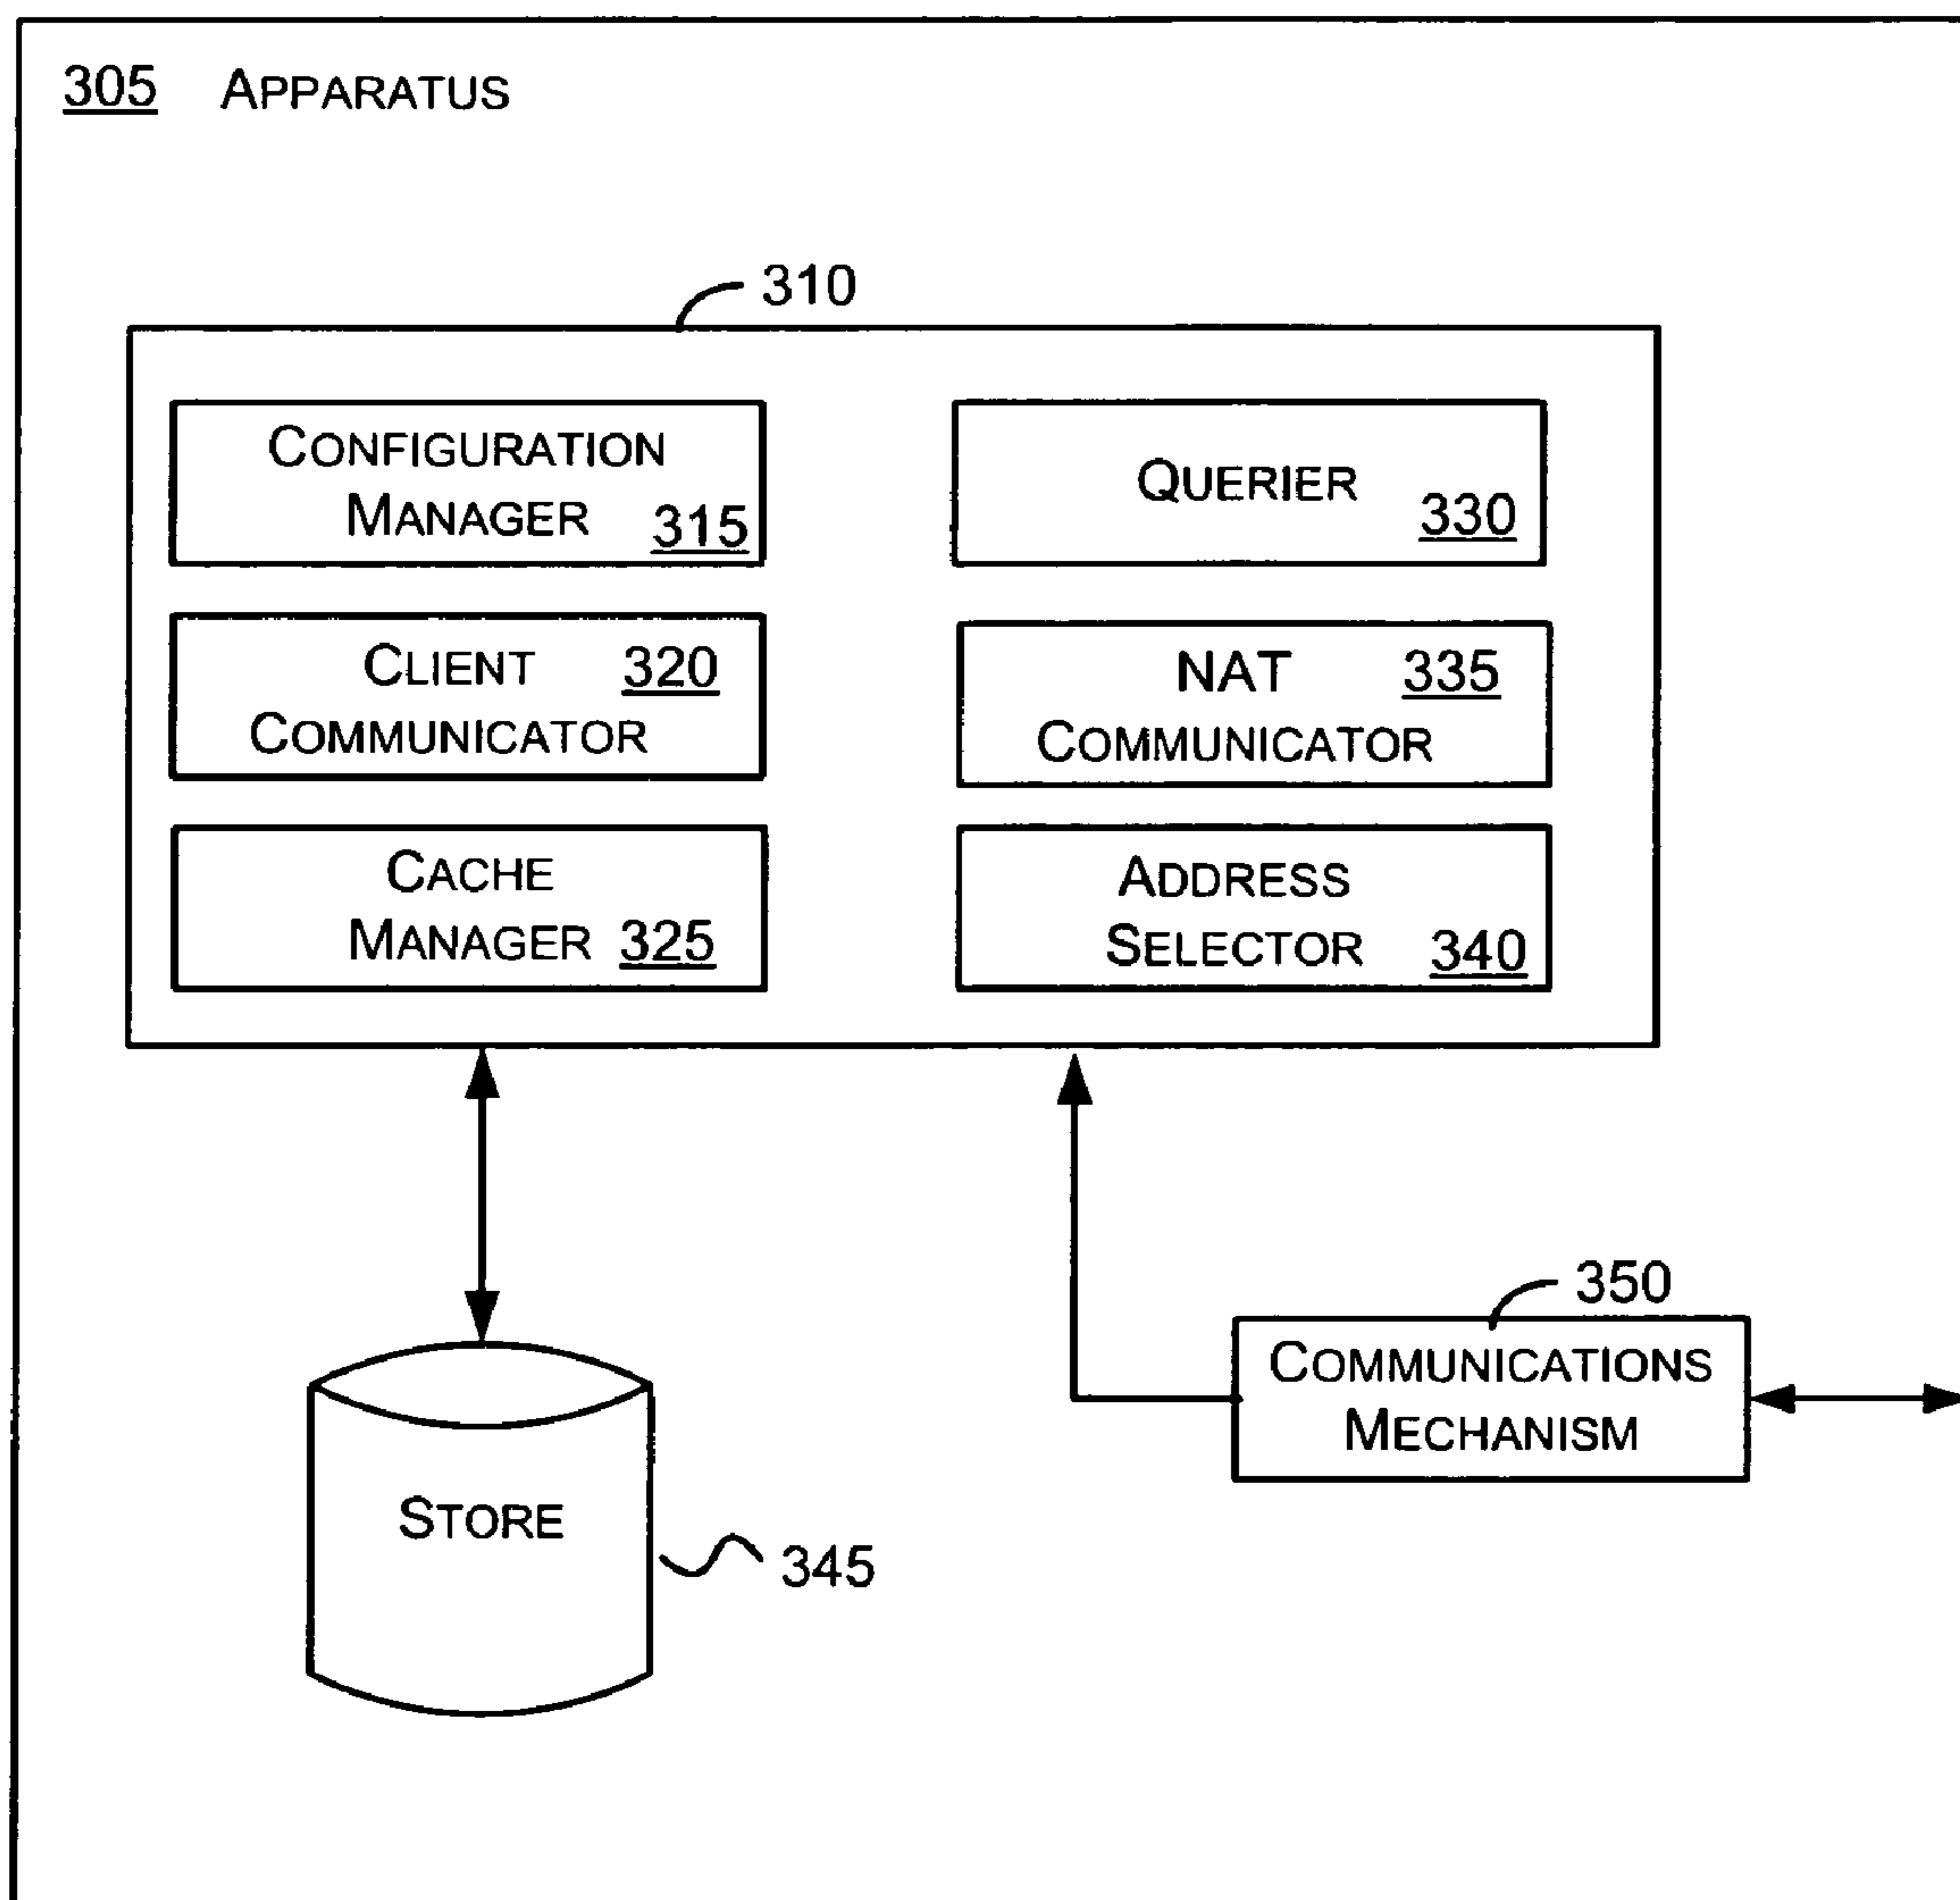 305 APPARATUS
310
CONFIGURATION
MANAGER 315
QUERIER
330
CLIENT 320
COMMUNICATOR
NAT 335
COMMUNICATOR
CACHE
MANAGER 325
ADDRESS
SELECTOR 340
350
COMMUNICATIONS
MECHANISM
STORE
345